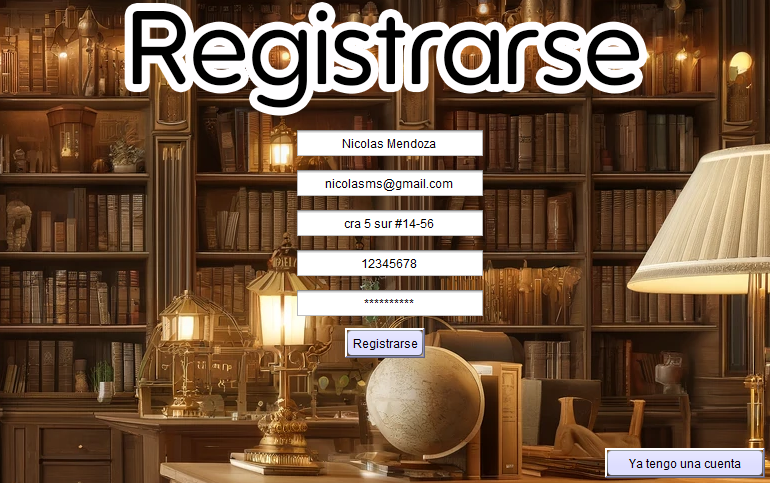 Registrarse
Nicolas Mendoza
nicolasms@gmail.com
cra 5 sur #14-56
12345678
**********
Registrarse
Ya tengo una cuenta